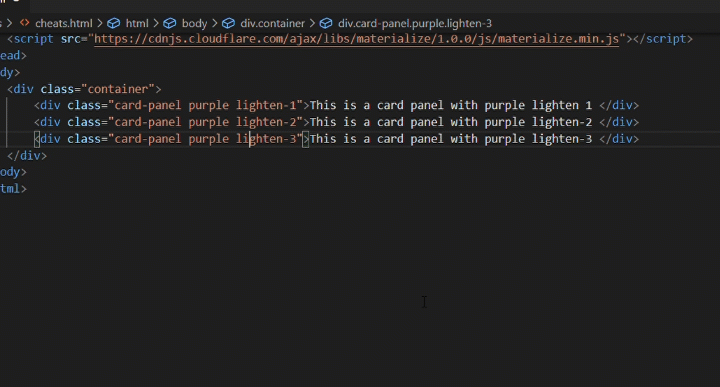 cheats.html > html > body > div.container > div.card-panel.purple.lighten-3
<script src="https://cdnjs.cloudflare.com/ajax/libs/materialize/1.0.0/js/materialize.min.js"></script>
ead>
dy>
<div class="container">
<div class="card-panel purple lighten-1">This is a card panel with purple lighten 1 </div>
<div class="card-panel purple lighten-2">This is a card panel with purple lighten-2 </div>
<div class="card-panel purple lighten-3">This is a card panel with purple lighten-3 </div>
</div>
ody>
tml>